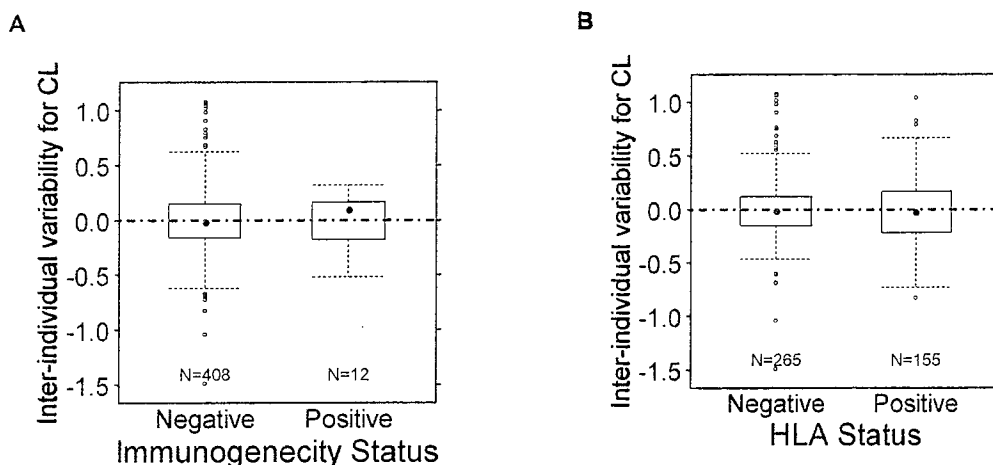 A
Inter-individual variability for CL
1.0
0.5
0.0
-0.5
-1.0
-1.5
N=408
N=12
Negative
Positive
Immunogenecity Status
B
Inter-individual variability for CL
1.0
0.5
0.0
-0.5
-1.0
-1.5
N=265
N=155
Negative
Positive
HLA Status